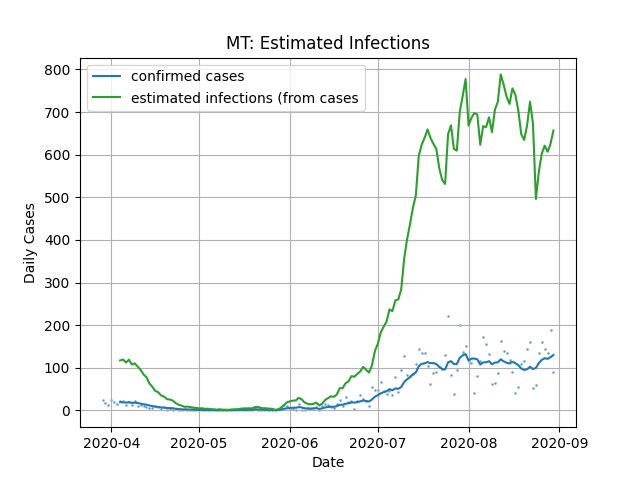 MT: Estimated Infections
confirmed cases
estimated infections (from cases
800
700
600
500
400
300
200
100
0
Daily Cases
2020-04 2020-05 2020-06 2020-07 2020-08 2020-09
Date